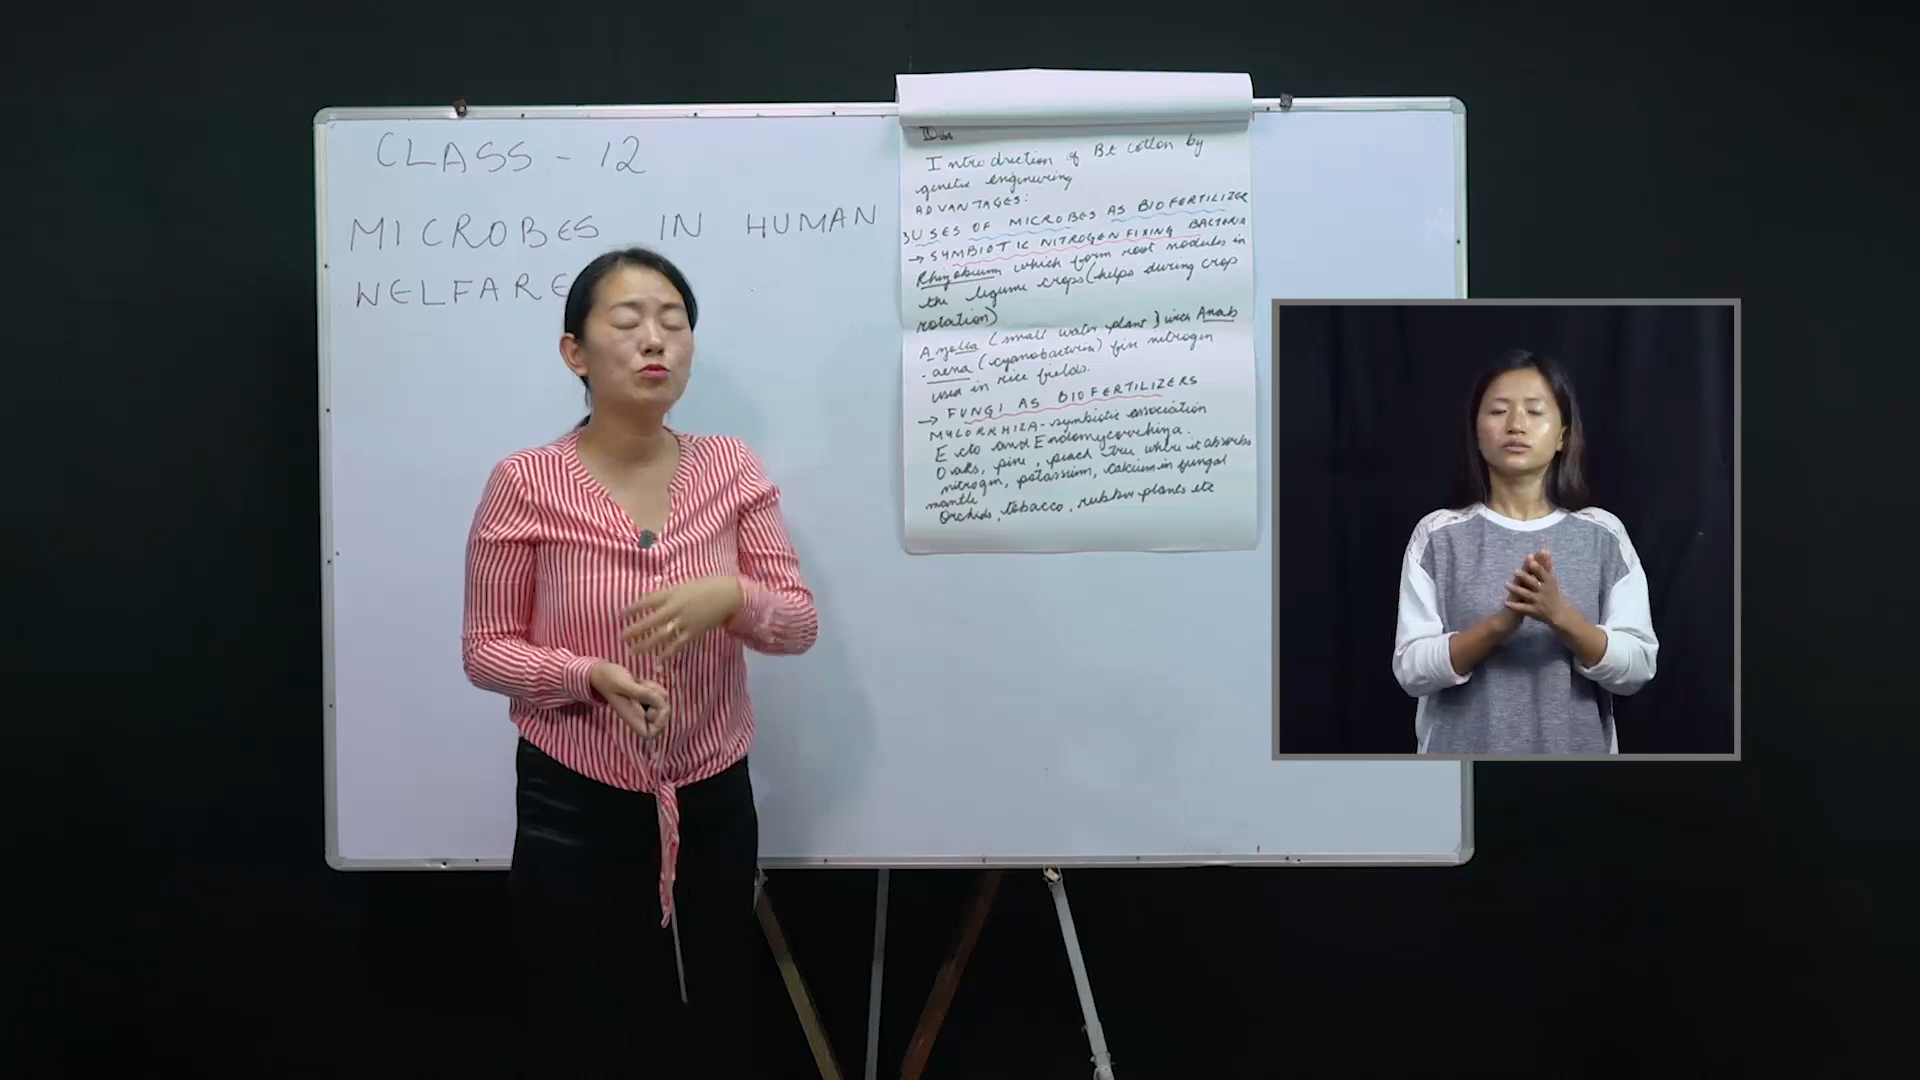 CLASS - 12
MICROBES IN HUMAN
WELFARE
Introduction of Bt cotton by
genetic engineering
ADVANTAGES:
3 USES OF MICROBES AS BIOFERTILIZER
→ SYMBIOTIC NITROGEN FIXING BACTERIA
Rhizobium which form root nodules in
the legume crops (helps during crop
rotation)
Azolla (small water plant) with Anab
-aena (cyanobacteria) fix nitrogen
used in rice fields.
→ FUNGI AS BIOFERTILIZERS
MYCORRHIZA - symbiotic association
Ecto and Endomycorrhiza.
Oaks, pine, peach tree where it absorbs
nitrogen, potassium, calcium in fungal
mantle
Orchids, tobacco, rubber plants etc